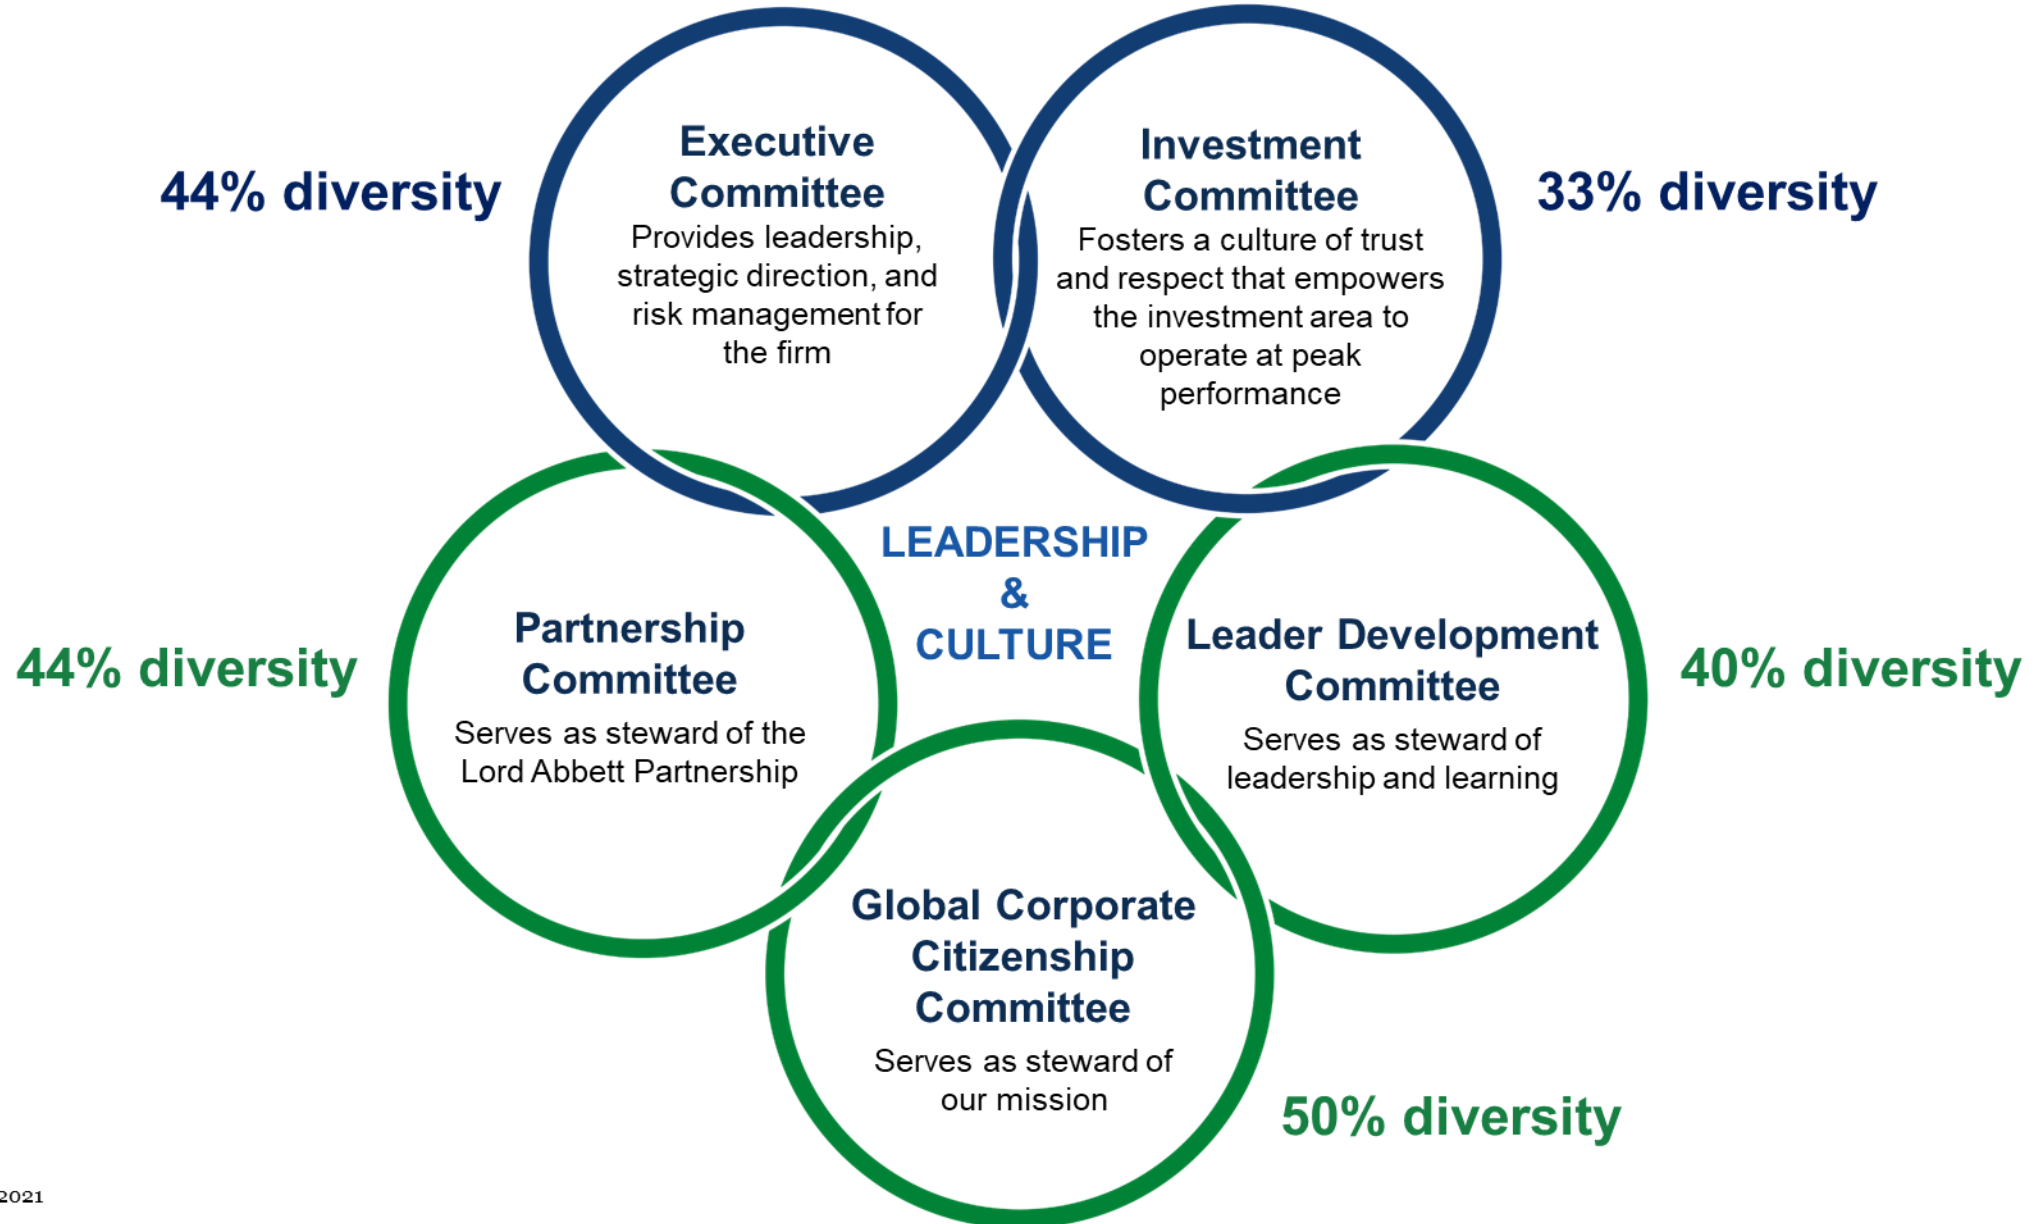 44% diversity
Executive
Committee
Provides leadership,
strategic direction, and
risk management for
the firm
Investment
Committee
Fosters a culture of trust
and respect that empowers
the investment area to
operate at peak
performance
33% diversity
LEADERSHIP
&
CULTURE
44% diversity
Partnership
Committee
Serves as steward of the
Lord Abbett Partnership
Leader Development
Committee
Serves as steward of
leadership and learning
40% diversity
Global Corporate
Citizenship
Committee
Serves as steward of
our mission
50% diversity
2021